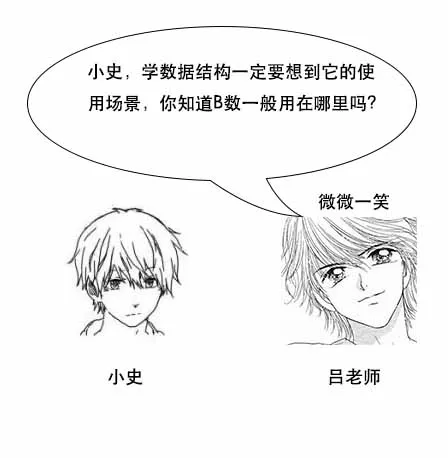 小史，学数据结构一定要想到它的使
用场景，你知道B数一般用在哪里吗？
微微一笑
小史
吕老师